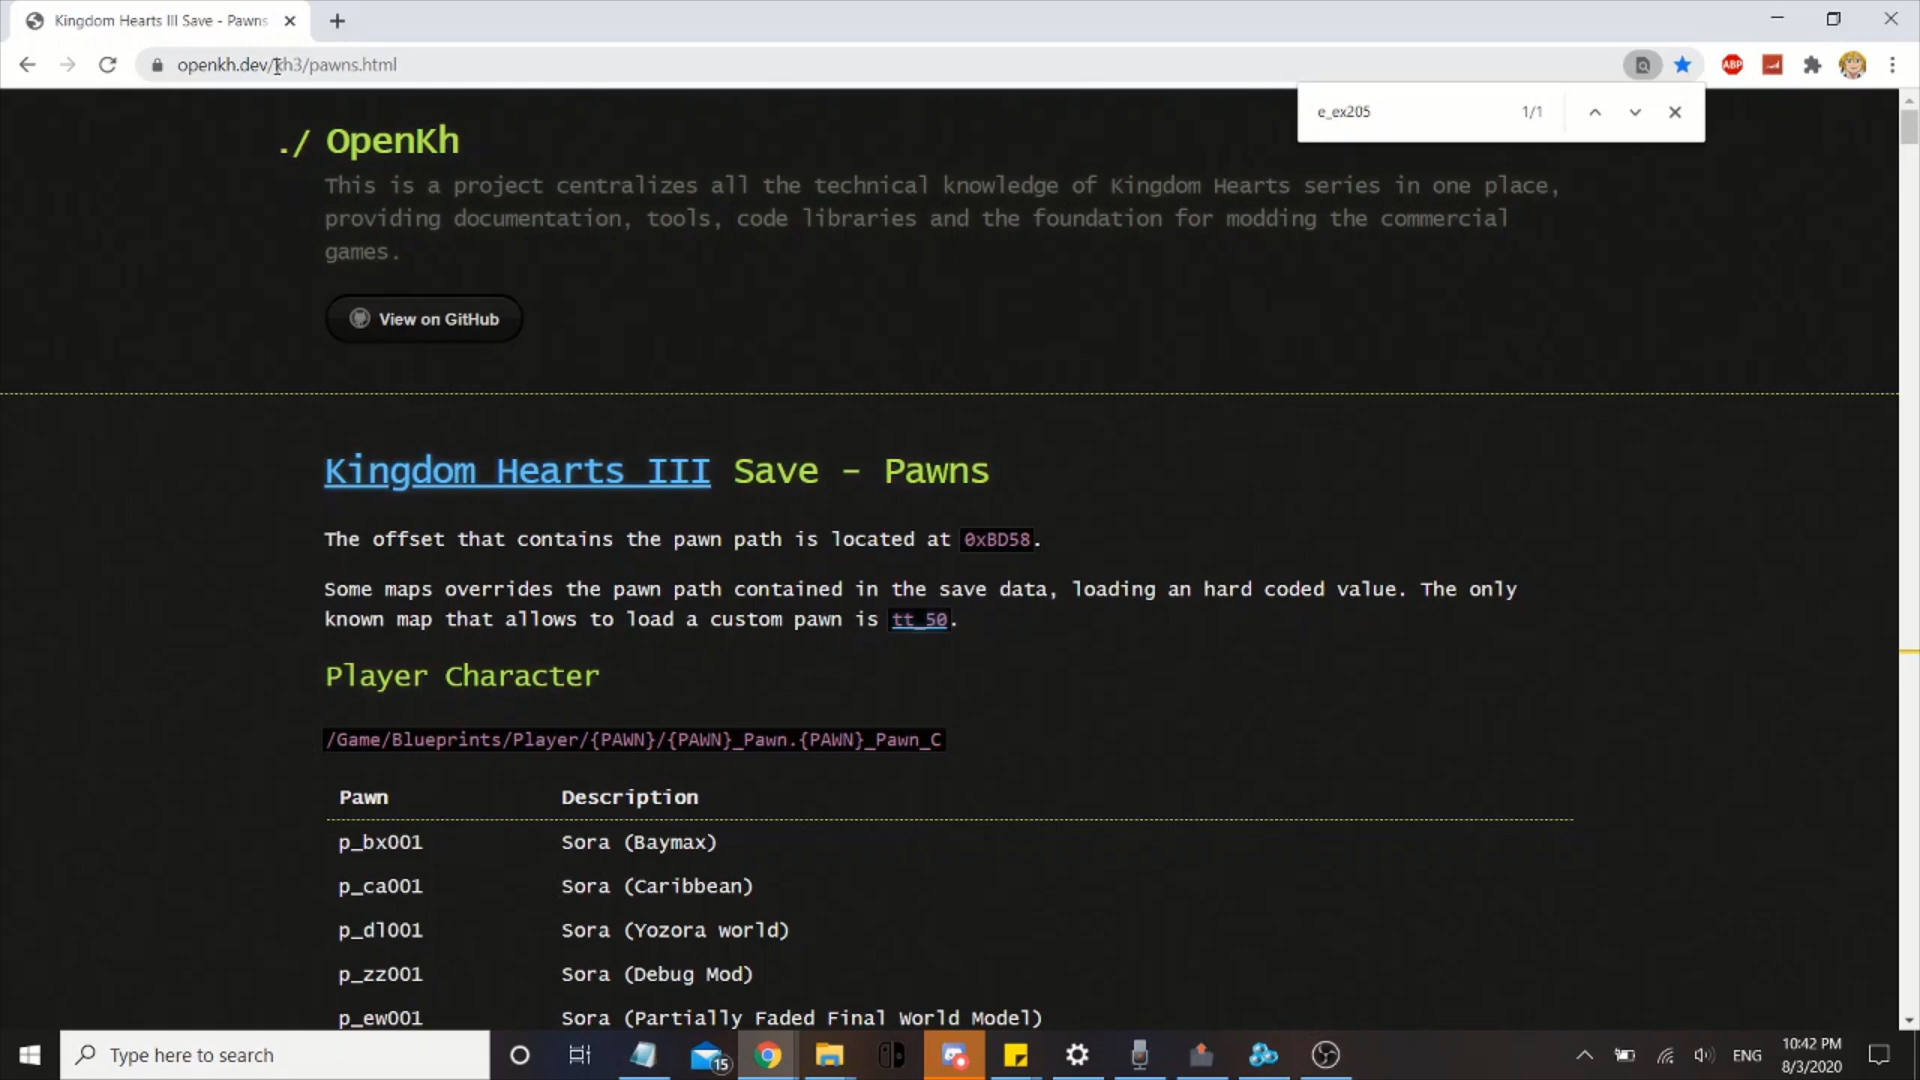 Kingdom Hearts III Save - Pawns
openkh.dev/kh3/pawns.html
ABP
e_ex205 1/1
./ OpenKh
This is a project centralizes all the technical knowledge of Kingdom Hearts series in one place,
providing documentation, tools, code libraries and the foundation for modding the commercial
games.
View on GitHub
Kingdom Hearts III Save - Pawns
The offset that contains the pawn path is located at 0xBD58.
Some maps overrides the pawn path contained in the save data, loading an hard coded value. The only
known map that allows to load a custom pawn is tt_50.
Player Character
/Game/Blueprints/Player/{PAWN}/{PAWN}_Pawn.{PAWN}_Pawn_C
Pawn Description
p_bx001 Sora (Baymax)
p_ca001 Sora (Caribbean)
p_dl001 Sora (Yozora world)
p_zz001 Sora (Debug Mod)
p_ew001 Sora (Partially Faded Final World Model)
Type here to search
15
ENG
10:42 PM
8/3/2020